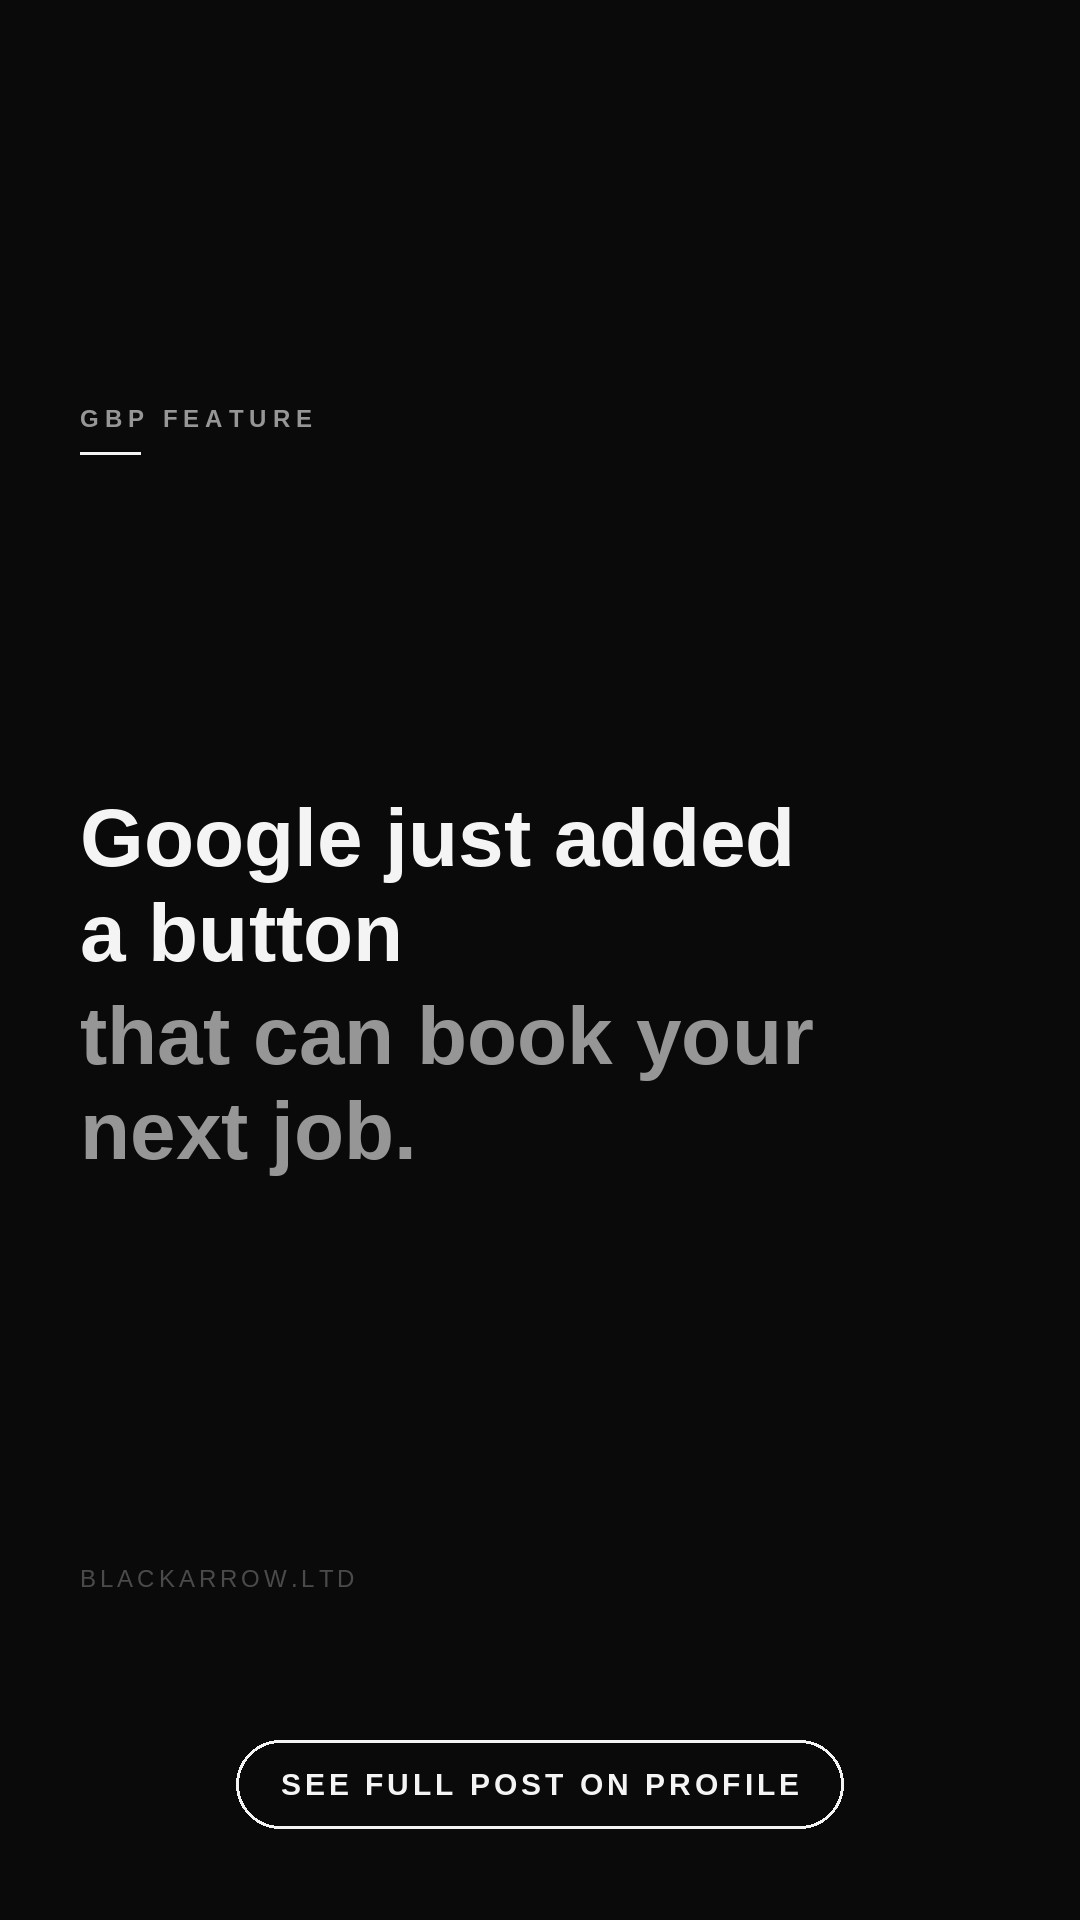 GBP FEATURE
Google just added
a button
that can book your
next job.
BLACKARROW.LTD
SEE FULL POST ON PROFILE